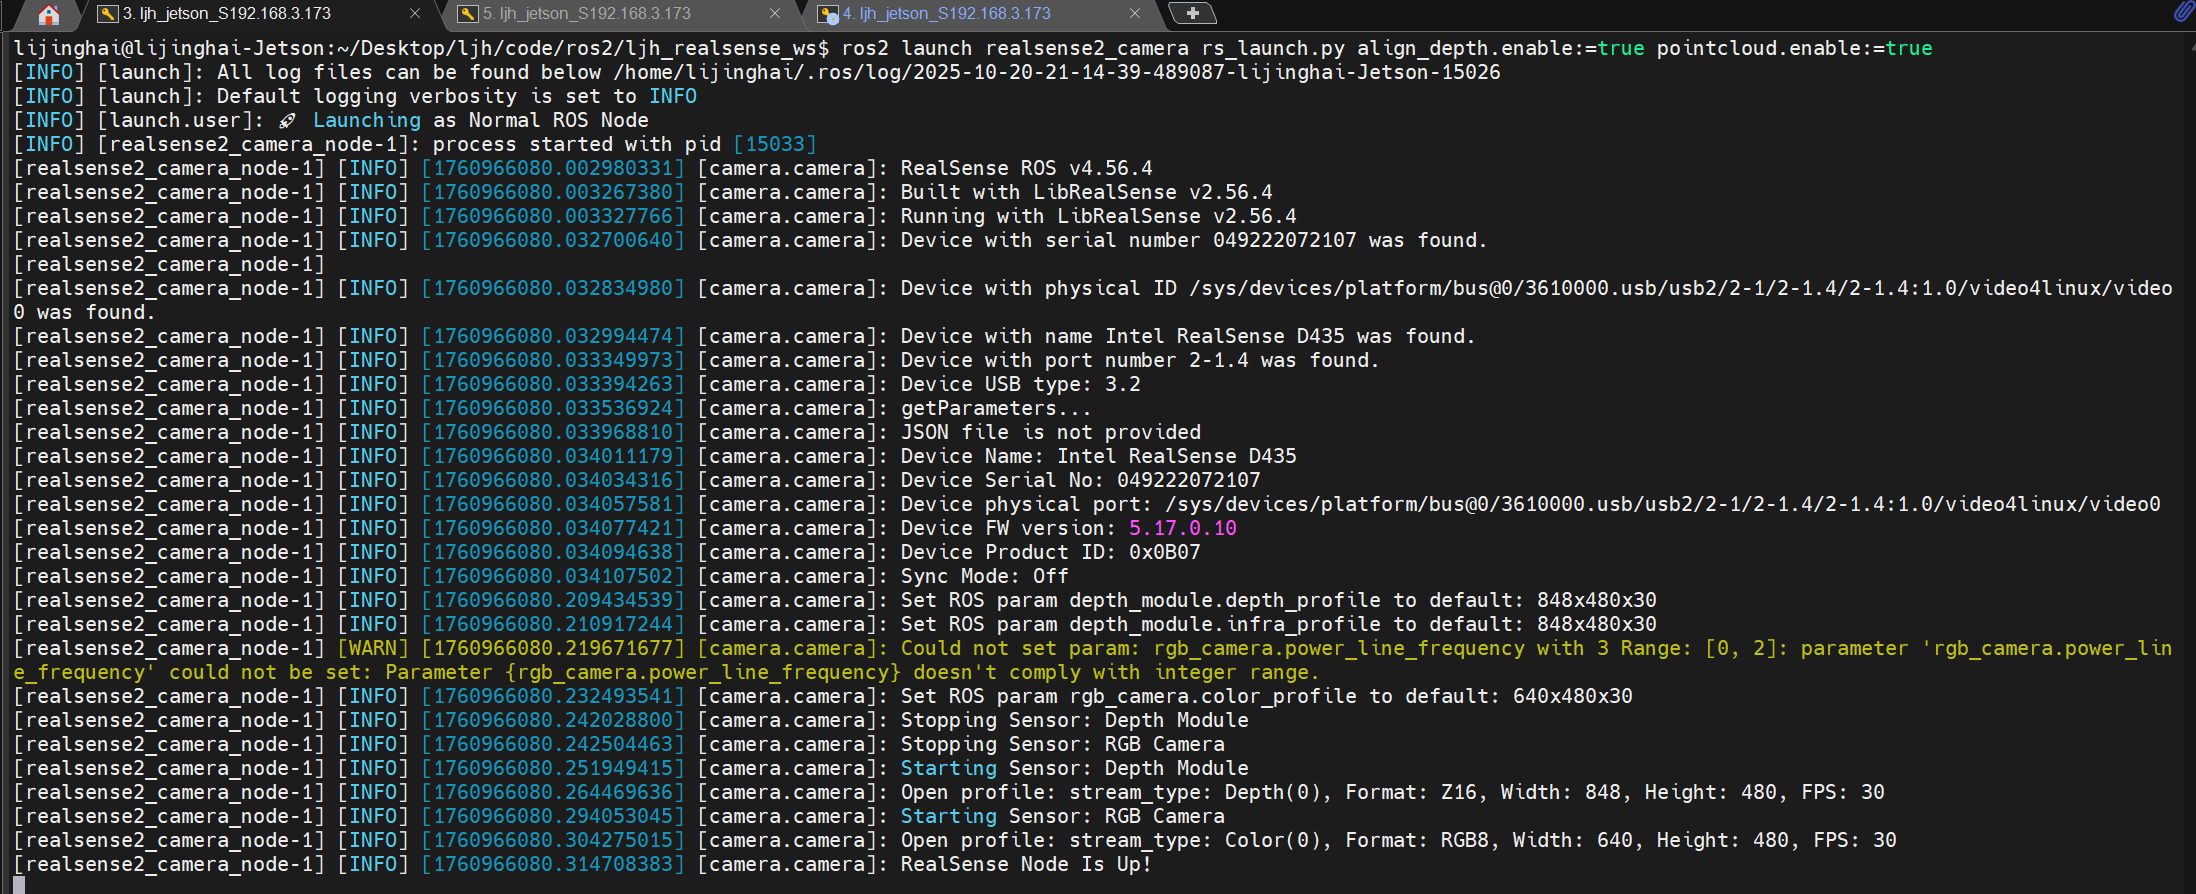 3. ljh_jetson_S192.168.3.173
5. ljh_jetson_S192.168.3.173
4. ljh_jetson_S192.168.3.173
lijinghai@lijinghai-Jetson:~/Desktop/ljh/code/ros2/ljh_realsense_ws$ ros2 launch realsense2_camera rs_launch.py align_depth.enable:=true pointcloud.enable:=true
[INFO] [launch]: All log files can be found below /home/lijinghai/.ros/log/2025-10-20-21-14-39-489087-lijinghai-Jetson-15026
[INFO] [launch]: Default logging verbosity is set to INFO
[INFO] [launch.user]: 🚀 Launching as Normal ROS Node
[INFO] [realsense2_camera_node-1]: process started with pid [15033]
[realsense2_camera_node-1] [INFO] [1760966080.002980331] [camera.camera]: RealSense ROS v4.56.4
[realsense2_camera_node-1] [INFO] [1760966080.003267380] [camera.camera]: Built with LibRealSense v2.56.4
[realsense2_camera_node-1] [INFO] [1760966080.003327766] [camera.camera]: Running with LibRealSense v2.56.4
[realsense2_camera_node-1] [INFO] [1760966080.032700640] [camera.camera]: Device with serial number 049222072107 was found.
[realsense2_camera_node-1]
[realsense2_camera_node-1] [INFO] [1760966080.032834980] [camera.camera]: Device with physical ID /sys/devices/platform/bus@0/3610000.usb/usb2/2-1/2-1.4/2-1.4:1.0/video4linux/video
0 was found.
[realsense2_camera_node-1] [INFO] [1760966080.032994474] [camera.camera]: Device with name Intel RealSense D435 was found.
[realsense2_camera_node-1] [INFO] [1760966080.033349973] [camera.camera]: Device with port number 2-1.4 was found.
[realsense2_camera_node-1] [INFO] [1760966080.033394263] [camera.camera]: Device USB type: 3.2
[realsense2_camera_node-1] [INFO] [1760966080.033536924] [camera.camera]: getParameters...
[realsense2_camera_node-1] [INFO] [1760966080.033968810] [camera.camera]: JSON file is not provided
[realsense2_camera_node-1] [INFO] [1760966080.034011179] [camera.camera]: Device Name: Intel RealSense D435
[realsense2_camera_node-1] [INFO] [1760966080.034034316] [camera.camera]: Device Serial No: 049222072107
[realsense2_camera_node-1] [INFO] [1760966080.034057581] [camera.camera]: Device physical port: /sys/devices/platform/bus@0/3610000.usb/usb2/2-1/2-1.4/2-1.4:1.0/video4linux/video0
[realsense2_camera_node-1] [INFO] [1760966080.034077421] [camera.camera]: Device FW version: 5.17.0.10
[realsense2_camera_node-1] [INFO] [1760966080.034094638] [camera.camera]: Device Product ID: 0x0B07
[realsense2_camera_node-1] [INFO] [1760966080.034107502] [camera.camera]: Sync Mode: Off
[realsense2_camera_node-1] [INFO] [1760966080.209434539] [camera.camera]: Set ROS param depth_module.depth_profile to default: 848x480x30
[realsense2_camera_node-1] [INFO] [1760966080.210917244] [camera.camera]: Set ROS param depth_module.infra_profile to default: 848x480x30
[realsense2_camera_node-1] [WARN] [1760966080.219671677] [camera.camera]: Could not set param: rgb_camera.power_line_frequency with 3 Range: [0, 2]: parameter 'rgb_camera.power_lin
e_frequency' could not be set: Parameter {rgb_camera.power_line_frequency} doesn't comply with integer range.
[realsense2_camera_node-1] [INFO] [1760966080.232493541] [camera.camera]: Set ROS param rgb_camera.color_profile to default: 640x480x30
[realsense2_camera_node-1] [INFO] [1760966080.242028800] [camera.camera]: Stopping Sensor: Depth Module
[realsense2_camera_node-1] [INFO] [1760966080.242504463] [camera.camera]: Stopping Sensor: RGB Camera
[realsense2_camera_node-1] [INFO] [1760966080.251949415] [camera.camera]: Starting Sensor: Depth Module
[realsense2_camera_node-1] [INFO] [1760966080.264469636] [camera.camera]: Open profile: stream_type: Depth(0), Format: Z16, Width: 848, Height: 480, FPS: 30
[realsense2_camera_node-1] [INFO] [1760966080.294053045] [camera.camera]: Starting Sensor: RGB Camera
[realsense2_camera_node-1] [INFO] [1760966080.304275015] [camera.camera]: Open profile: stream_type: Color(0), Format: RGB8, Width: 640, Height: 480, FPS: 30
[realsense2_camera_node-1] [INFO] [1760966080.314708383] [camera.camera]: RealSense Node Is Up!